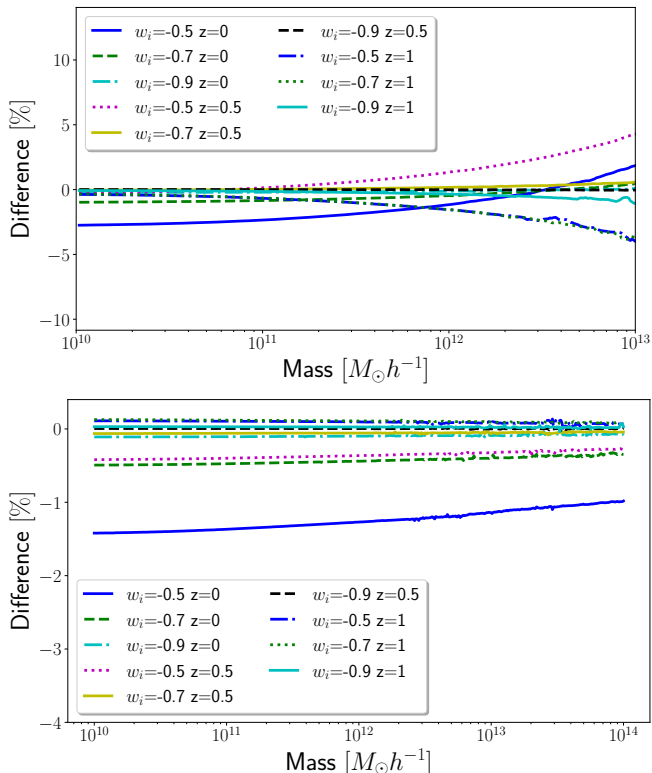 10
5
0
−5
−10
Difference [%]
w_i=-0.5 z=0
w_i=-0.7 z=0
w_i=-0.9 z=0
w_i=-0.5 z=0.5
w_i=-0.7 z=0.5
w_i=-0.9 z=0.5
w_i=-0.5 z=1
w_i=-0.7 z=1
w_i=-0.9 z=1
10^10 10^11 10^12 10^13
Mass [M_⊙h^−1]
0
−1
−2
−3
−4
Difference [%]
w_i=-0.5 z=0
w_i=-0.7 z=0
w_i=-0.9 z=0
w_i=-0.5 z=0.5
w_i=-0.7 z=0.5
w_i=-0.9 z=0.5
w_i=-0.5 z=1
w_i=-0.7 z=1
w_i=-0.9 z=1
10^10 10^11 10^12 10^13 10^14
Mass [M_⊙h^−1]